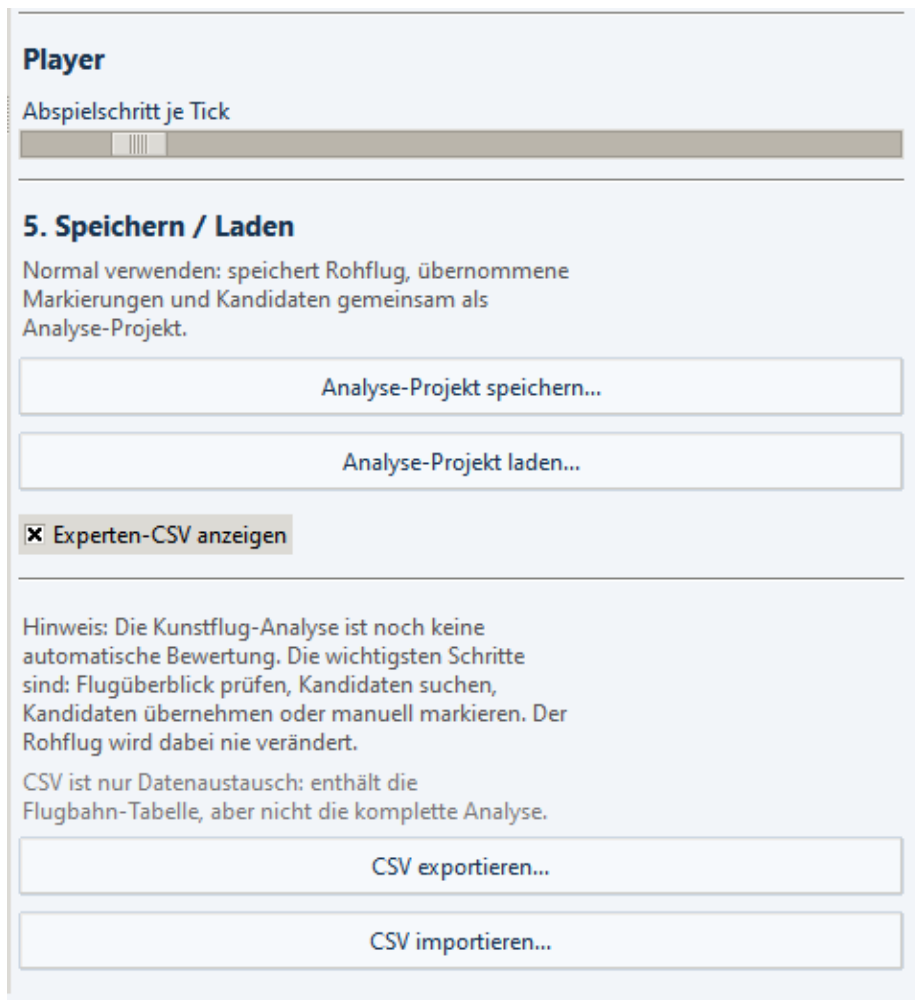 Player
Abspielschritt je Tick
5. Speichern / Laden
Normal verwenden: speichert Rohflug, übernommene
Markierungen und Kandidaten gemeinsam als
Analyse-Projekt.
Analyse-Projekt speichern...
Analyse-Projekt laden...
Experten-CSV anzeigen
Hinweis: Die Kunstflug-Analyse ist noch keine
automatische Bewertung. Die wichtigsten Schritte
sind: Flugüberblick prüfen, Kandidaten suchen,
Kandidaten übernehmen oder manuell markieren. Der
Rohflug wird dabei nie verändert.
CSV ist nur Datenaustausch: enthält die
Flugbahn-Tabelle, aber nicht die komplette Analyse.
CSV exportieren...
CSV importieren...